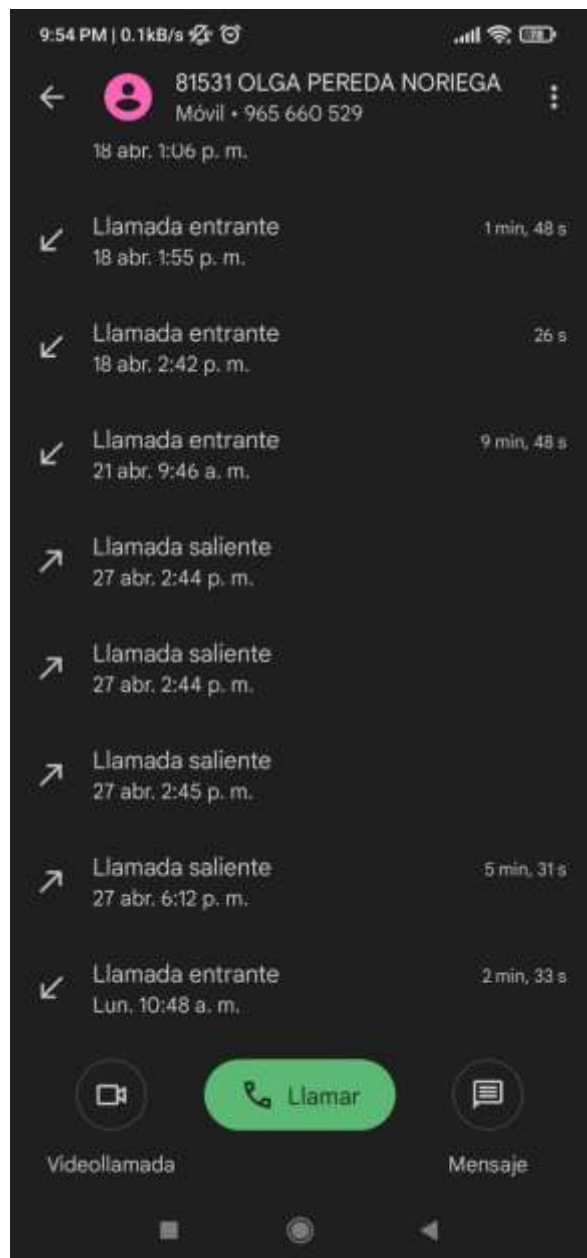 9:54 PM | 0.1kB/s
78
81531 OLGA PEREDA NORIEGA
Móvil • 965 660 529
18 abr. 1:06 p. m.
Llamada entrante 1 min, 48 s
18 abr. 1:55 p. m.
Llamada entrante 26 s
18 abr. 2:42 p. m.
Llamada entrante 9 min, 48 s
21 abr. 9:46 a. m.
Llamada saliente
27 abr. 2:44 p. m.
Llamada saliente
27 abr. 2:44 p. m.
Llamada saliente
27 abr. 2:45 p. m.
Llamada saliente 5 min, 31 s
27 abr. 6:12 p. m.
Llamada entrante 2 min, 33 s
Lun. 10:48 a. m.
Llamar
Videollamada Mensaje